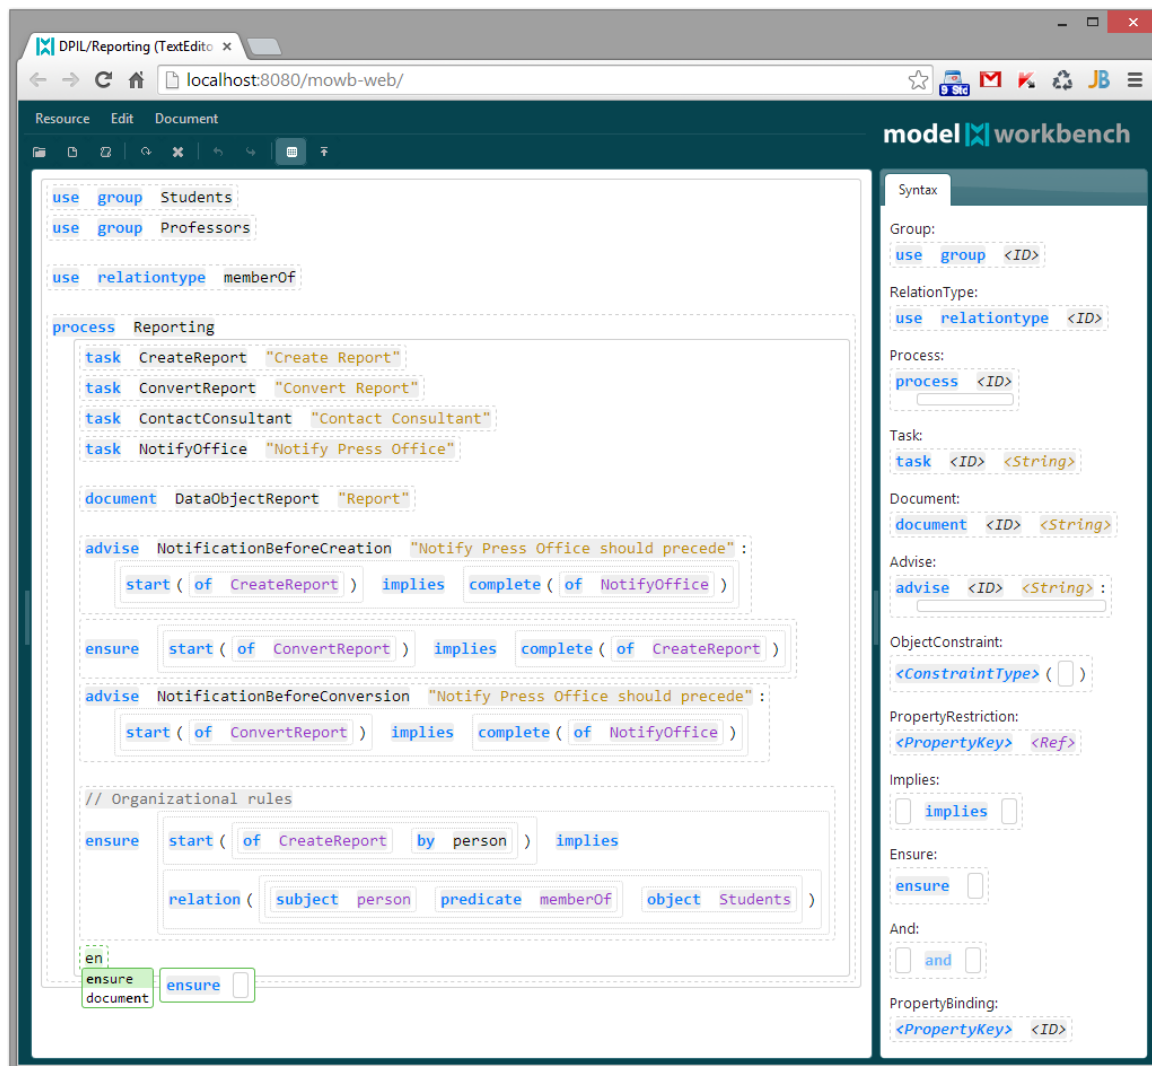 DPIL/Reporting (TextEdito
localhost:8080/mowb-web/
9 Std
JB
Resource Edit Document
model workbench
use group Students
use group Professors
use relationtype memberOf
process Reporting
task CreateReport "Create Report"
task ConvertReport "Convert Report"
task ContactConsultant "Contact Consultant"
task NotifyOffice "Notify Press Office"
document DataObjectReport "Report"
advise NotificationBeforeCreation "Notify Press Office should precede" :
start ( of CreateReport ) implies complete ( of NotifyOffice )
ensure start ( of ConvertReport ) implies complete ( of CreateReport )
advise NotificationBeforeConversion "Notify Press Office should precede" :
start ( of ConvertReport ) implies complete ( of NotifyOffice )
// Organizational rules
ensure start ( of CreateReport by person ) implies
relation ( subject person predicate memberOf object Students )
en
ensure
document
ensure
Syntax
Group:
use group <ID>
RelationType:
use relationtype <ID>
Process:
process <ID>
Task:
task <ID> <String>
Document:
document <ID> <String>
Advise:
advise <ID> <String> :
ObjectConstraint:
<ConstraintType> ( )
PropertyRestriction:
<PropertyKey> <Ref>
Implies:
implies
Ensure:
ensure
And:
and
PropertyBinding:
<PropertyKey> <ID>